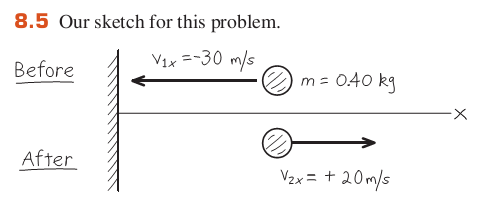 8.5 Our sketch for this problem.
Before
v₁ₓ =-30 m/s
m = 0.40 kg
x
After
v₂ₓ = + 20 m/s